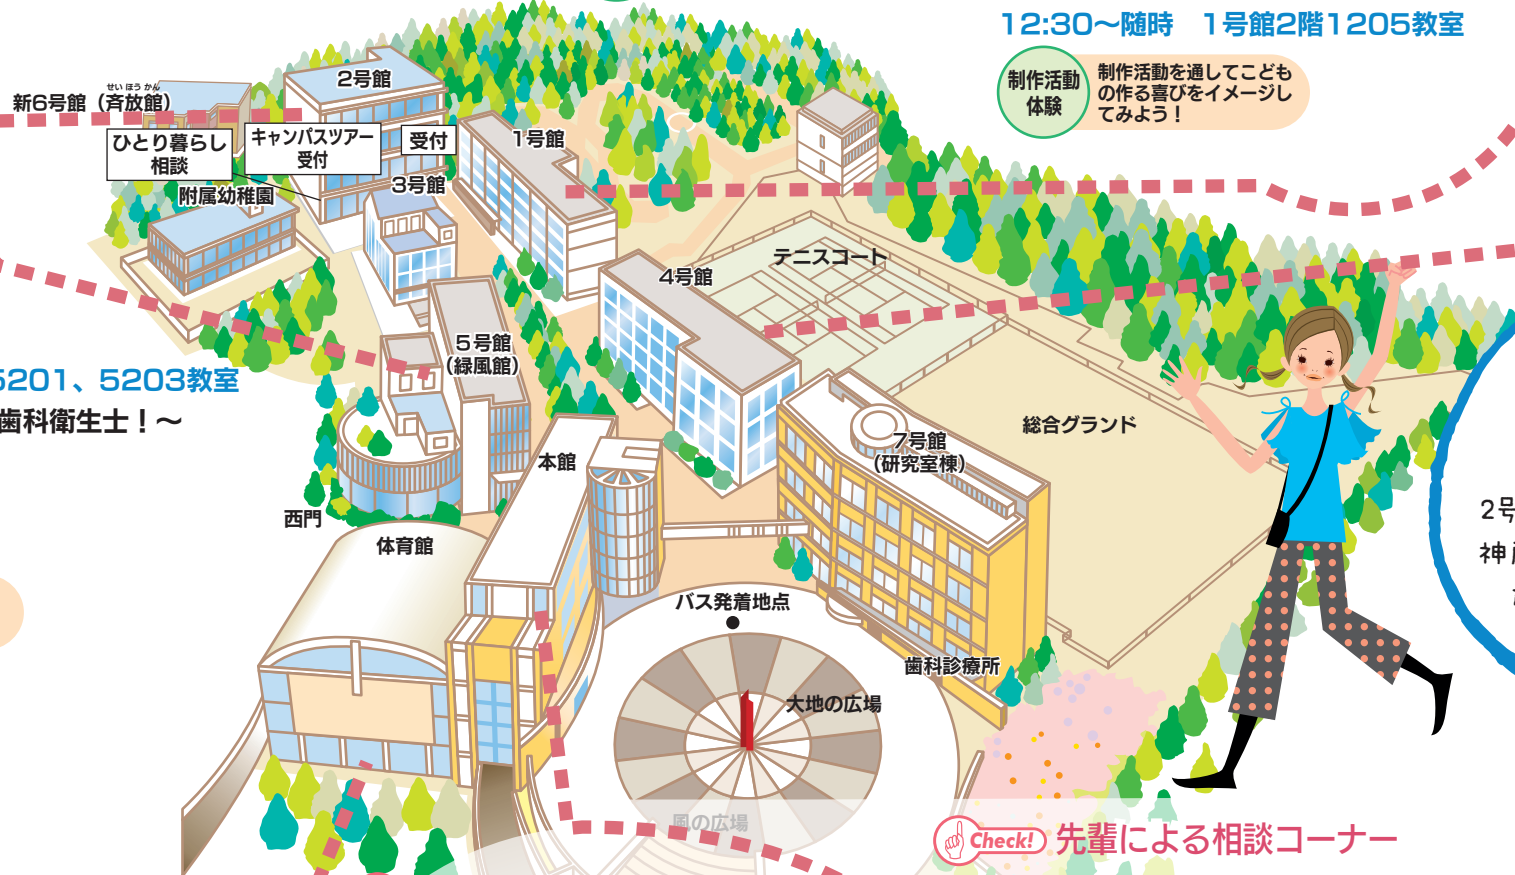 12:30〜随時　1号館2階1205教室
制作活動
体験
制作活動を通してこども
の作る喜びをイメージし
てみよう！
2号館
せいほうかん
新6号館（斉放館）
ひとり暮らし
相談
キャンパスツアー
受付
受付
1号館
3号館
附属幼稚園
テニスコート
4号館
5号館
（緑風館）
5201、5203教室
歯科衛生士！〜
総合グランド
7号館
（研究室棟）
本館
西門
体育館
2号
神戸
バス発着地点
歯科診療所
大地の広場
風の広場
Check!
先輩による相談コーナー